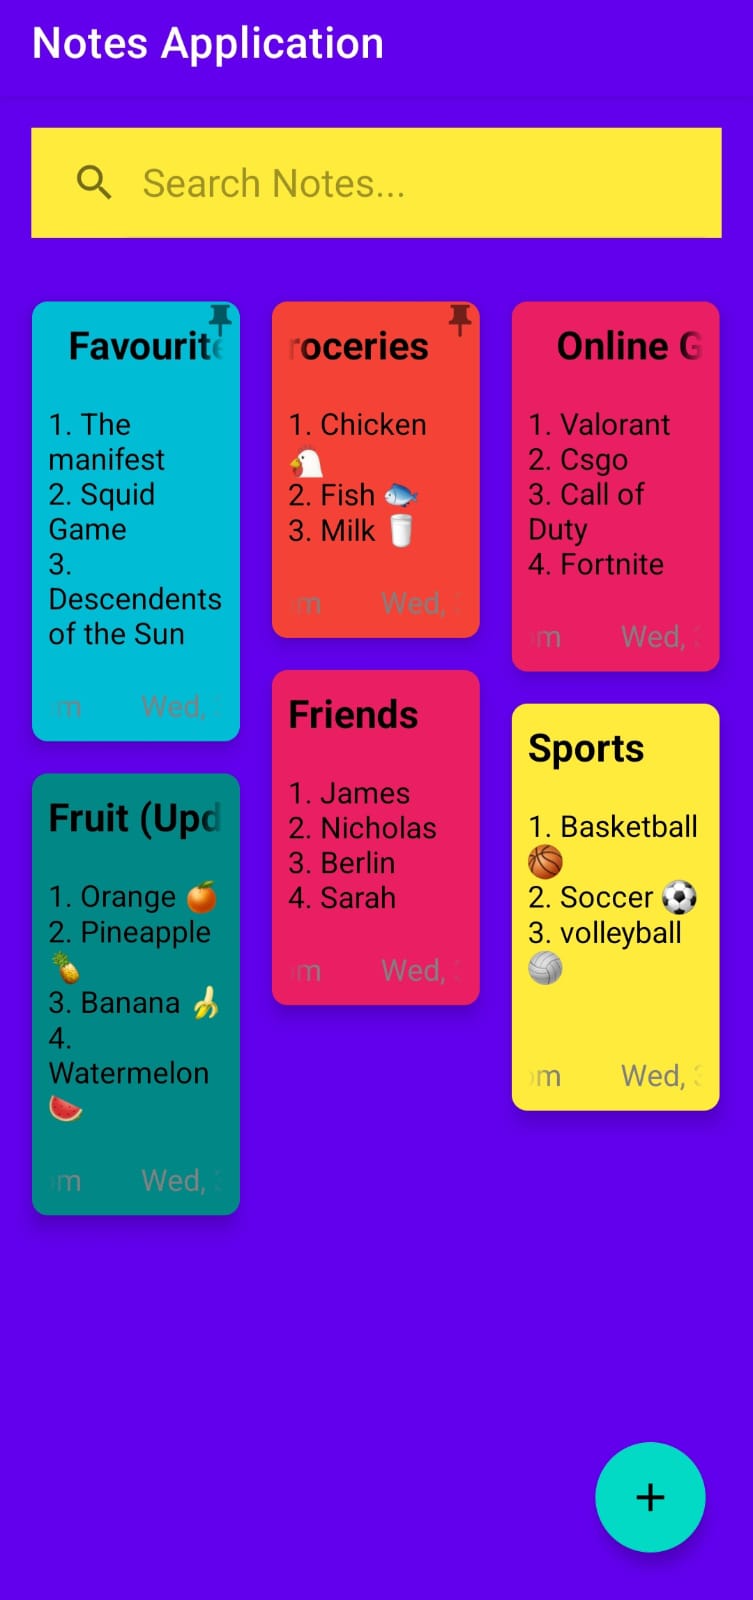 Notes Application
Search Notes...
Favourite
1. The
manifest
2. Squid
Game
3.
Descendents
of the Sun
m Wed,
roceries
1. Chicken
🐔
2. Fish 🐟
3. Milk 🥛
m Wed,
Online G
1. Valorant
2. Csgo
3. Call of
Duty
4. Fortnite
m Wed,
Fruit (Upd
1. Orange 🍊
2. Pineapple
🍍
3. Banana 🍌
4.
Watermelon
🍉
m Wed,
Friends
1. James
2. Nicholas
3. Berlin
4. Sarah
m Wed,
Sports
1. Basketball
🏀
2. Soccer ⚽
3. volleyball
🏐
m Wed,